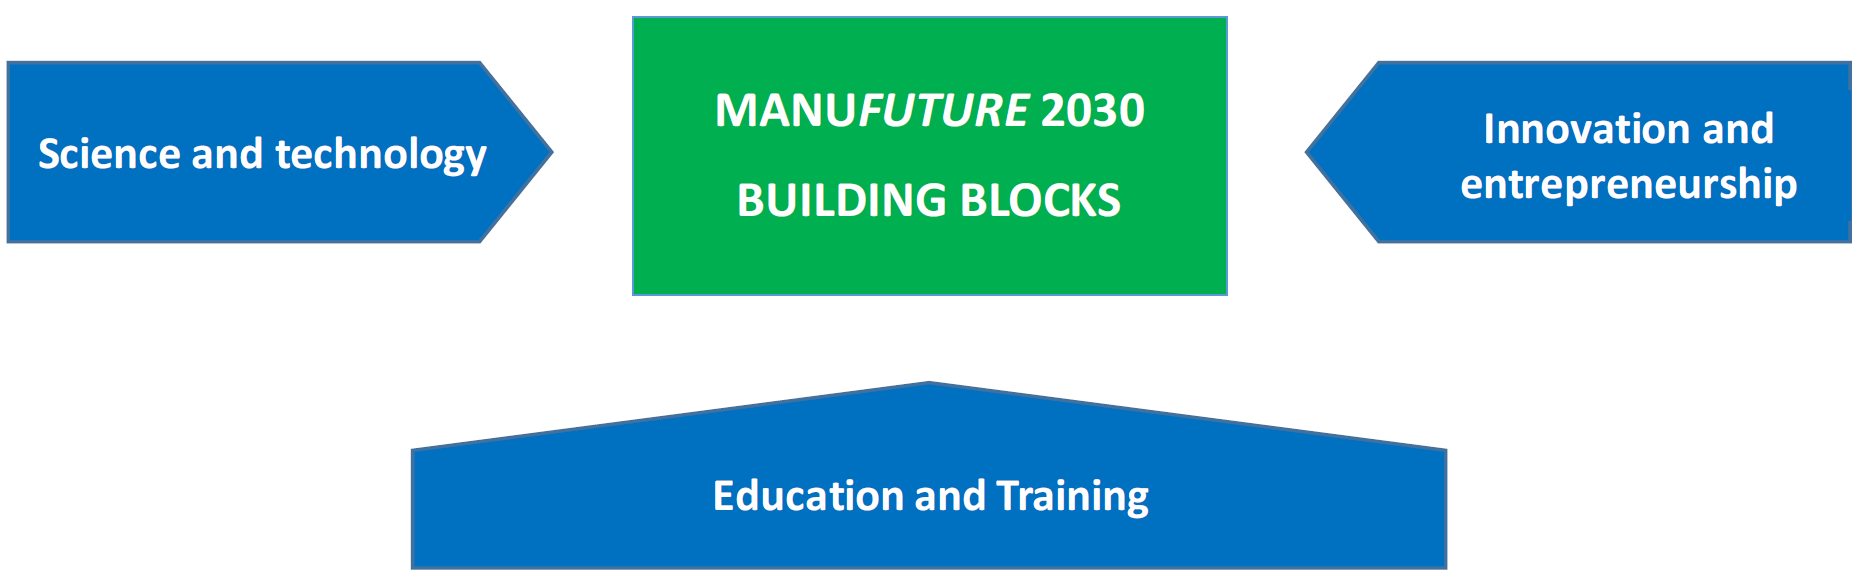 MANUFUTURE 2030
BUILDING BLOCKS
Science and technology
Innovation and
entrepreneurship
Education and Training